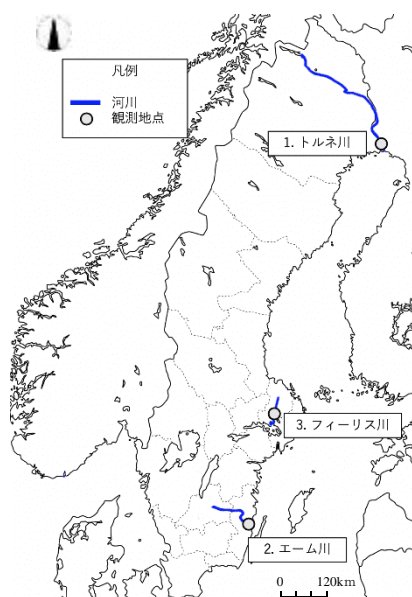 凡例
河川
観測地点
1. トルネ川
3. フィーリス川
2. エーム川
0 120km